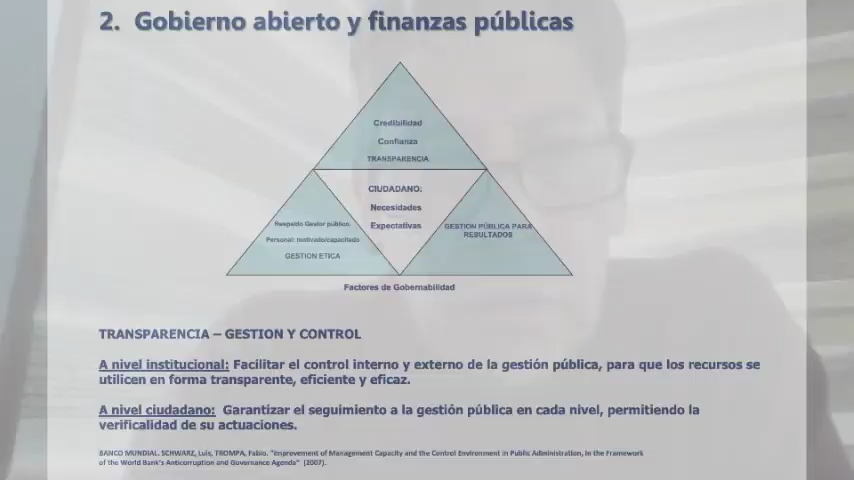 2. Gobierno abierto y finanzas públicas
Credibilidad
Confianza
TRANSPARENCIA
CIUDADANO:
Necesidades
Expectativas
Respeldo Gestor público.
Personal: motivado/capacitado
GESTION ETICA
GESTION PÚBLICA PARA
RESULTADOS
Factores de Gobernabilidad
TRANSPARENCIA – GESTION Y CONTROL
A nivel institucional: Facilitar el control interno y externo de la gestión pública, para que los recursos se
utilicen en forma transparente, eficiente y eficaz.
A nivel ciudadano: Garantizar el seguimiento a la gestión pública en cada nivel, permitiendo la
verificalidad de su actuaciones.
BANCO MUNDIAL. SCHWARZ, Luis, TROMPA, Fabio. "Improvement of Management Capacity and the Control Environment in Public Administration, in the Framework
of the World Bank's Anticorruption and Governance Agenda" (2007).